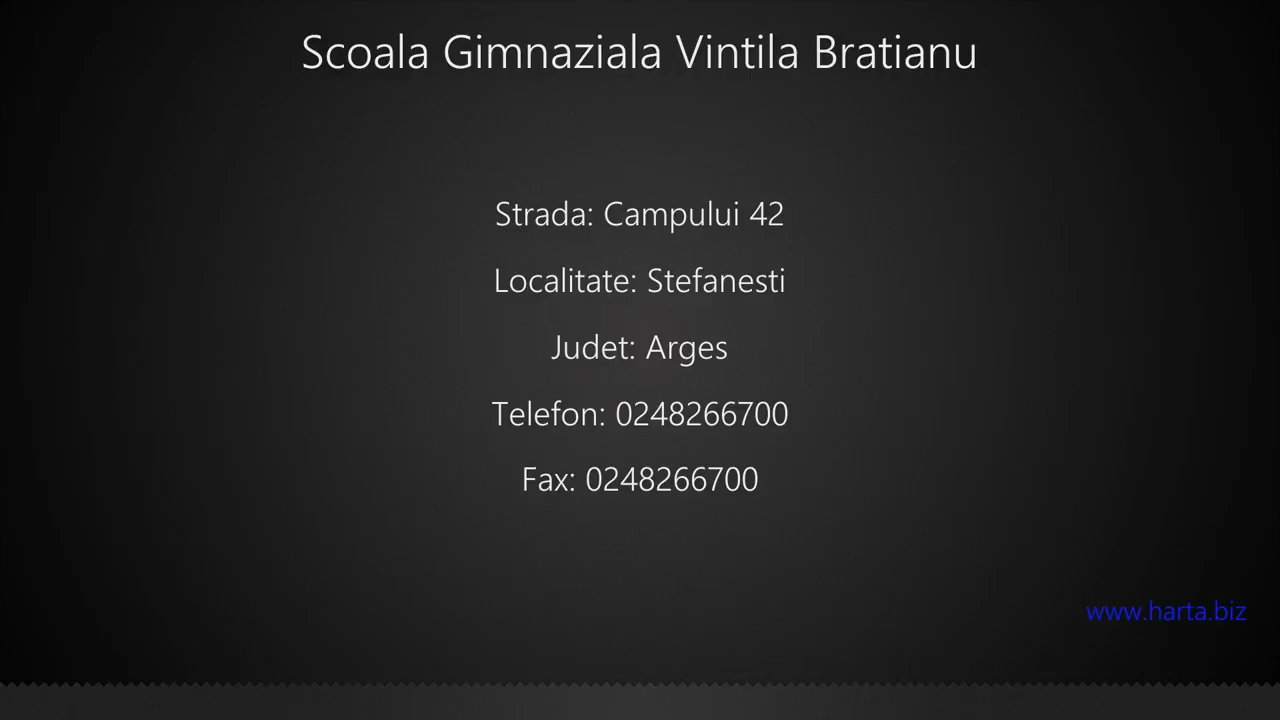 Scoala Gimnaziala Vintila Bratianu
Strada: Campului 42
Localitate: Stefanesti
Judet: Arges
Telefon: 0248266700
Fax: 0248266700
www.harta.biz